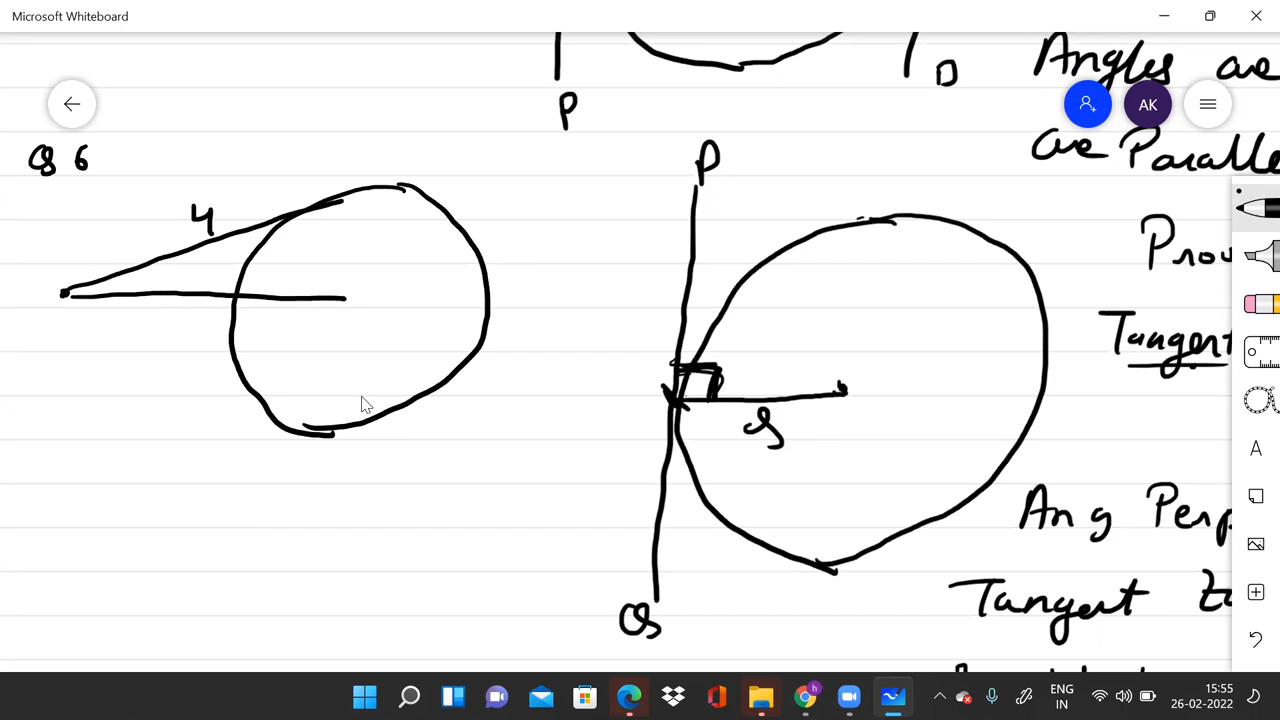 Microsoft Whiteboard
AK
P
D
Angles are
are Paralle
Q 6
4
P
Prov
Tangent
Q
Any Perp
Tangent
A
15:55
ENG
IN
26-02-2022